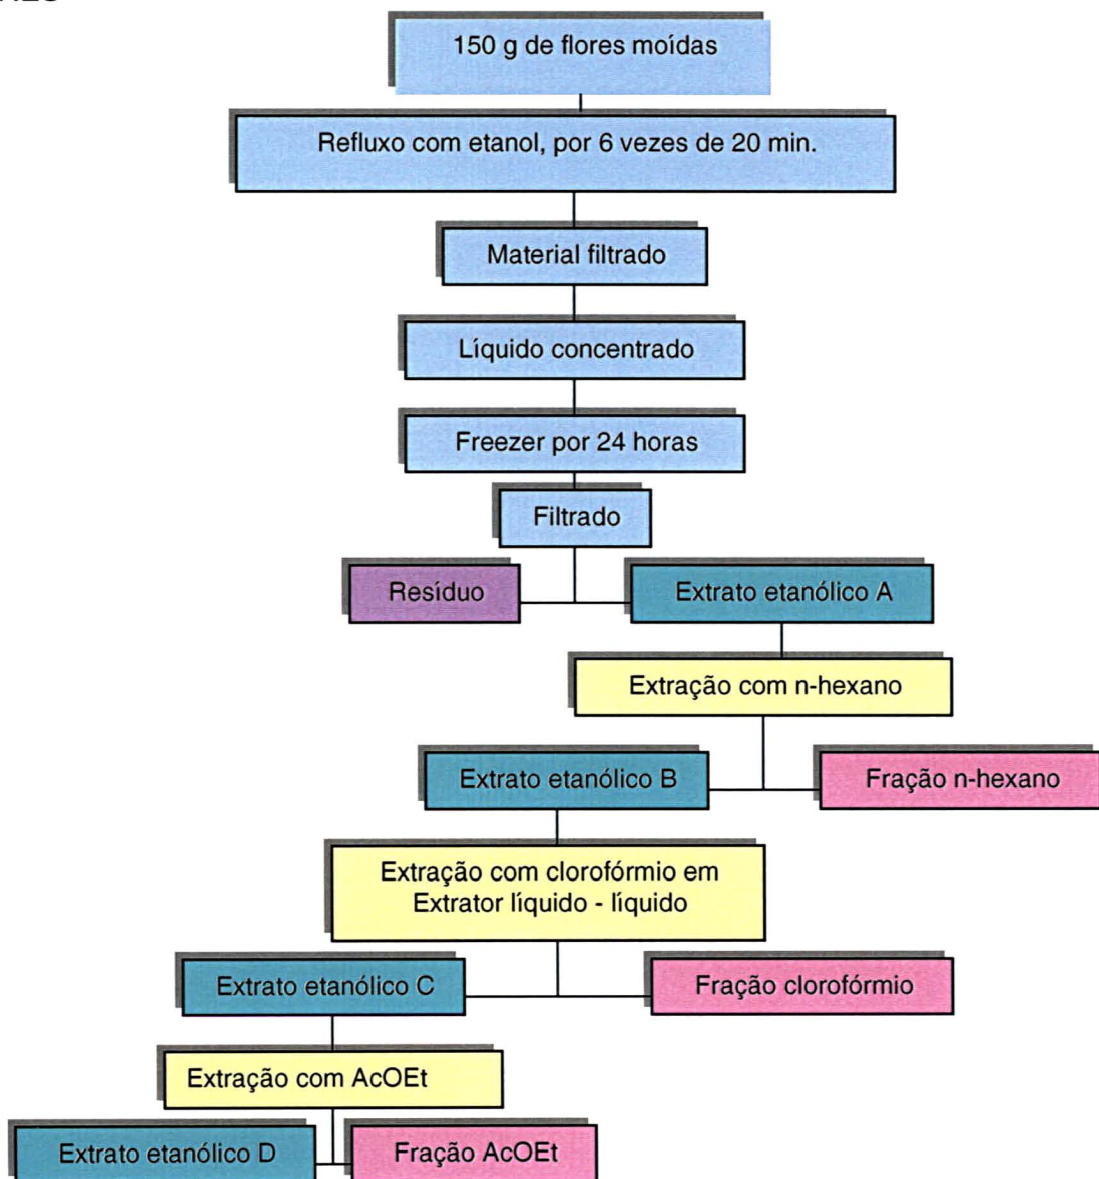 150 g de flores moídas
Refluxo com etanol, por 6 vezes de 20 min.
Material filtrado
Líquido concentrado
Freezer por 24 horas
Filtrado
Resíduo
Extrato etanólico A
Extração com n-hexano
Extrato etanólico B
Fração n-hexano
Extração com clorofórmio em
Extrator líquido - líquido
Extrato etanólico C
Fração clorofórmio
Extração com AcOEt
Extrato etanólico D
Fração AcOEt